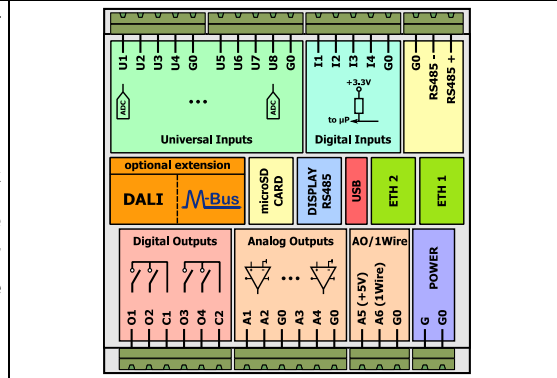 U1 U2 U3 U4 G0 U5 U6 U7 U8 G0 I1 I2 I3 I4 G0 G0 RS485 - RS485 +
+3.3V
ADC ADC
to µP
Universal Inputs Digital Inputs
optional extension
DALI M-Bus
microSD
CARD
DISPLAY
RS485
USB
ETH 2
ETH 1
Digital Outputs Analog Outputs AO/1Wire
POWER
O1 O2 C1 O3 O4 C2 A1 A2 G0 A3 A4 G0 A5 (+5V) A6 (1Wire) G0 G G0